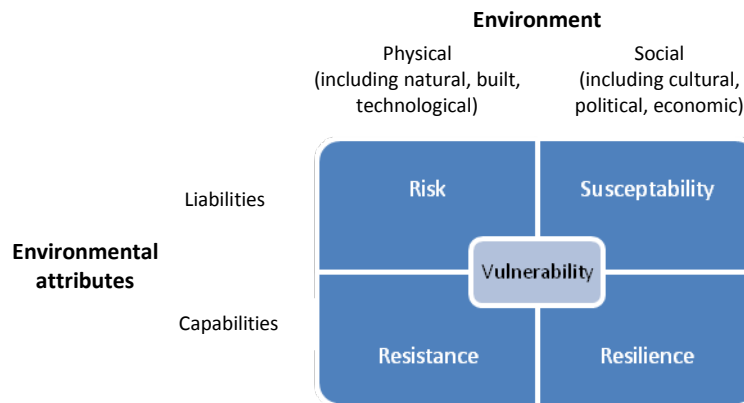 Environment
Physical
(including natural, built,
technological)
Social
(including cultural,
political, economic)
Liabilities
Risk
Susceptability
Environmental
attributes
Vulnerability
Capabilities
Resistance
Resilience